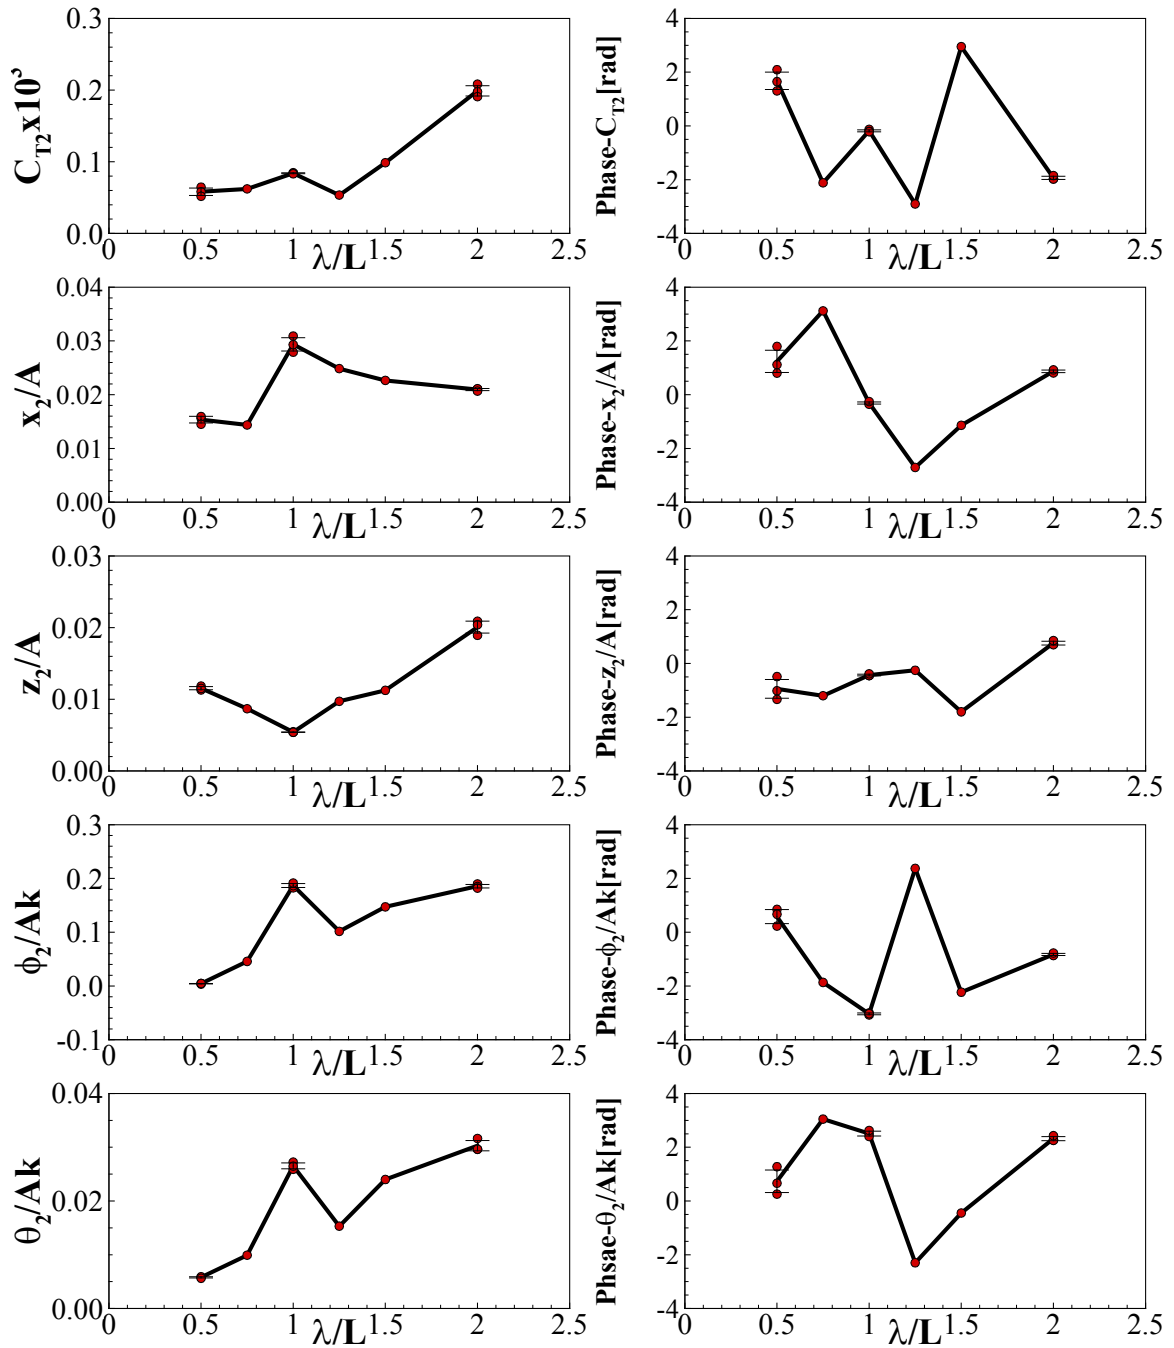 0.3
0.2
0.1
0.0
C_T2x10³
0 0.5 1 1.5 2 2.5
λ/L
4
2
0
-2
-4
Phase-C_T2[rad]
0 0.5 1 1.5 2 2.5
λ/L
0.04
0.03
0.02
0.01
0.00
x₂/A
0 0.5 1 1.5 2 2.5
λ/L
4
2
0
-2
-4
Phase-x₂/A[rad]
0 0.5 1 1.5 2 2.5
λ/L
0.03
0.02
0.01
0.00
z₂/A
0 0.5 1 1.5 2 2.5
λ/L
4
2
0
-2
-4
Phase-z₂/A[rad]
0 0.5 1 1.5 2 2.5
λ/L
0.3
0.2
0.1
0.0
-0.1
ϕ₂/Ak
0 0.5 1 1.5 2 2.5
λ/L
4
2
0
-2
-4
Phase-ϕ₂/Ak[rad]
0 0.5 1 1.5 2 2.5
λ/L
0.04
0.02
0.00
θ₂/Ak
0 0.5 1 1.5 2 2.5
λ/L
4
2
0
-2
-4
Phsae-θ₂/Ak[rad]
0 0.5 1 1.5 2 2.5
λ/L